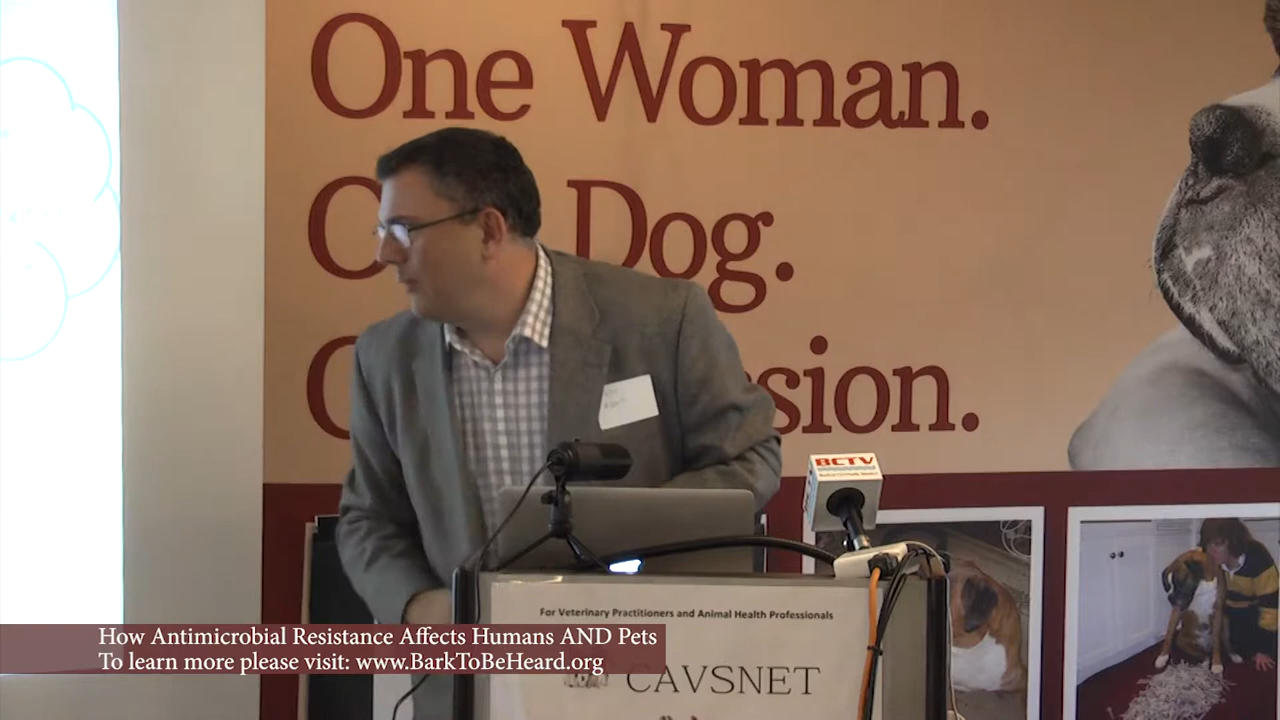 One Woman.
Dog.
sion.
BCTV
For Veterinary Practitioners and Animal Health Professionals
How Antimicrobial Resistance Affects Humans AND Pets
To learn more please visit: www.BarkToBeHeard.org
CAVSNET